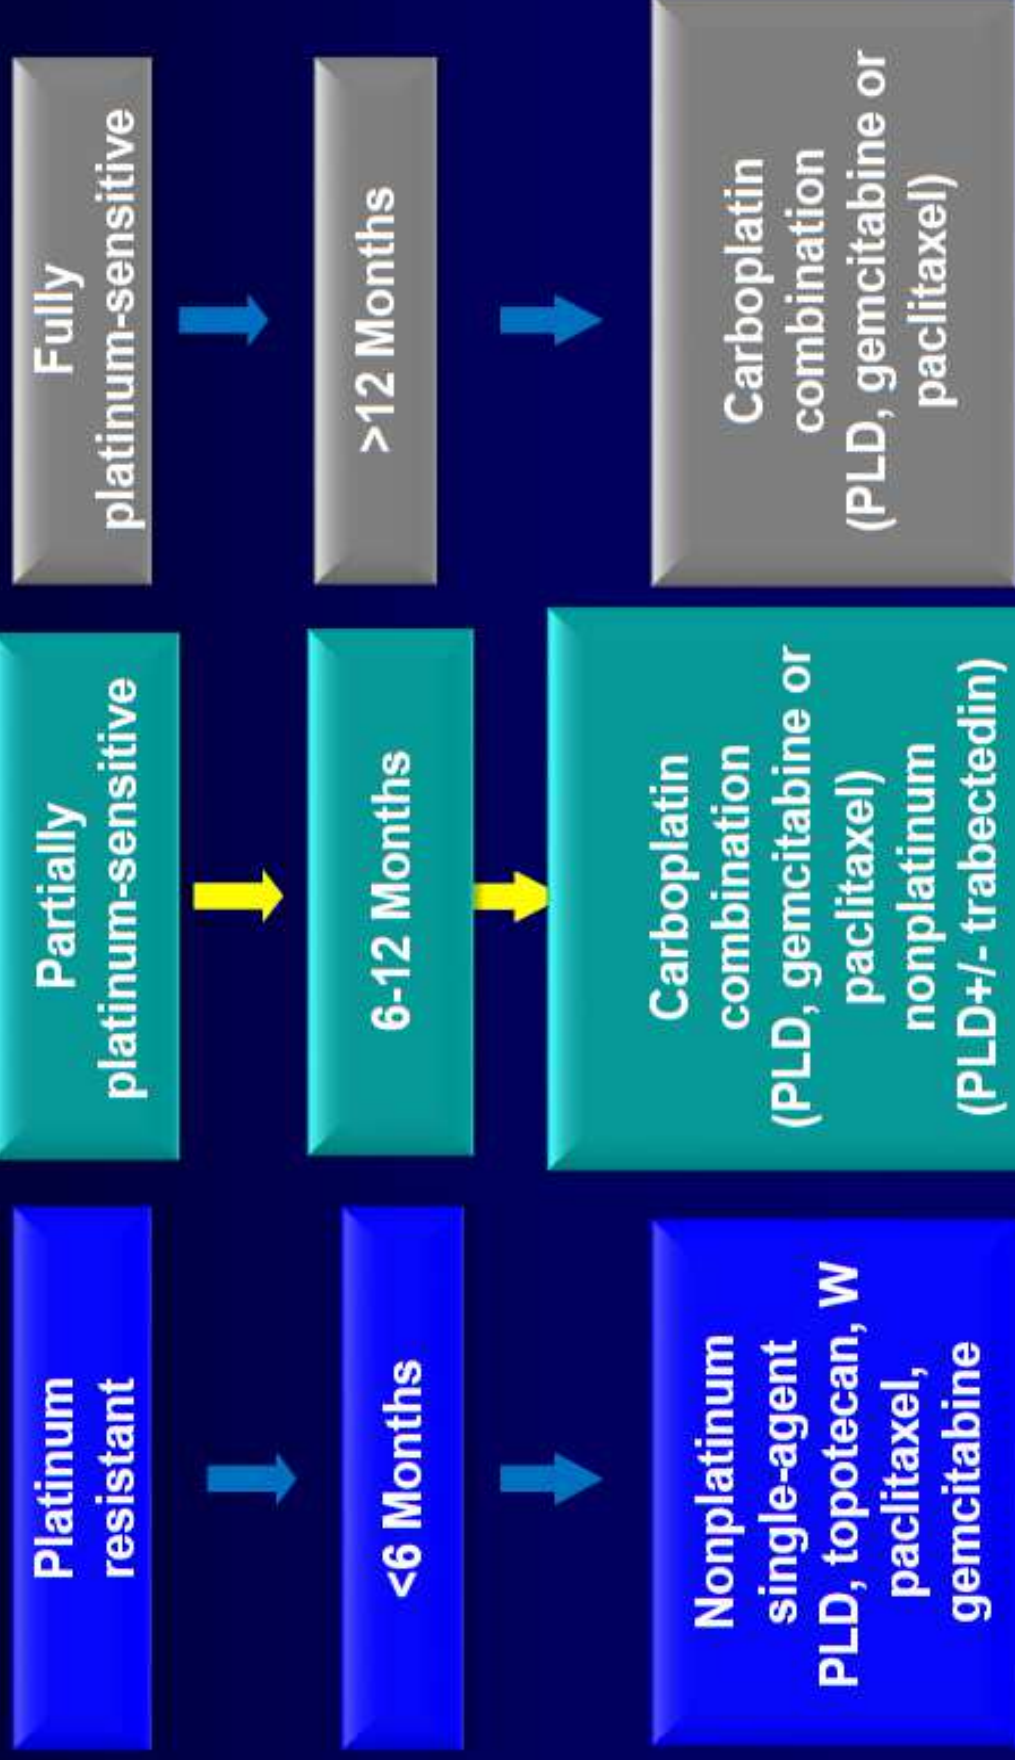 Platinum
resistant
Partially
platinum-sensitive
Fully
platinum-sensitive
<6 Months
6-12 Months
>12 Months
Nonplatinum
single-agent
PLD, topotecan, W
paclitaxel,
gemcitabine
Carboplatin
combination
(PLD, gemcitabine or
paclitaxel)
nonplatinum
(PLD+/- trabectedin)
Carboplatin
combination
(PLD, gemcitabine or
paclitaxel)